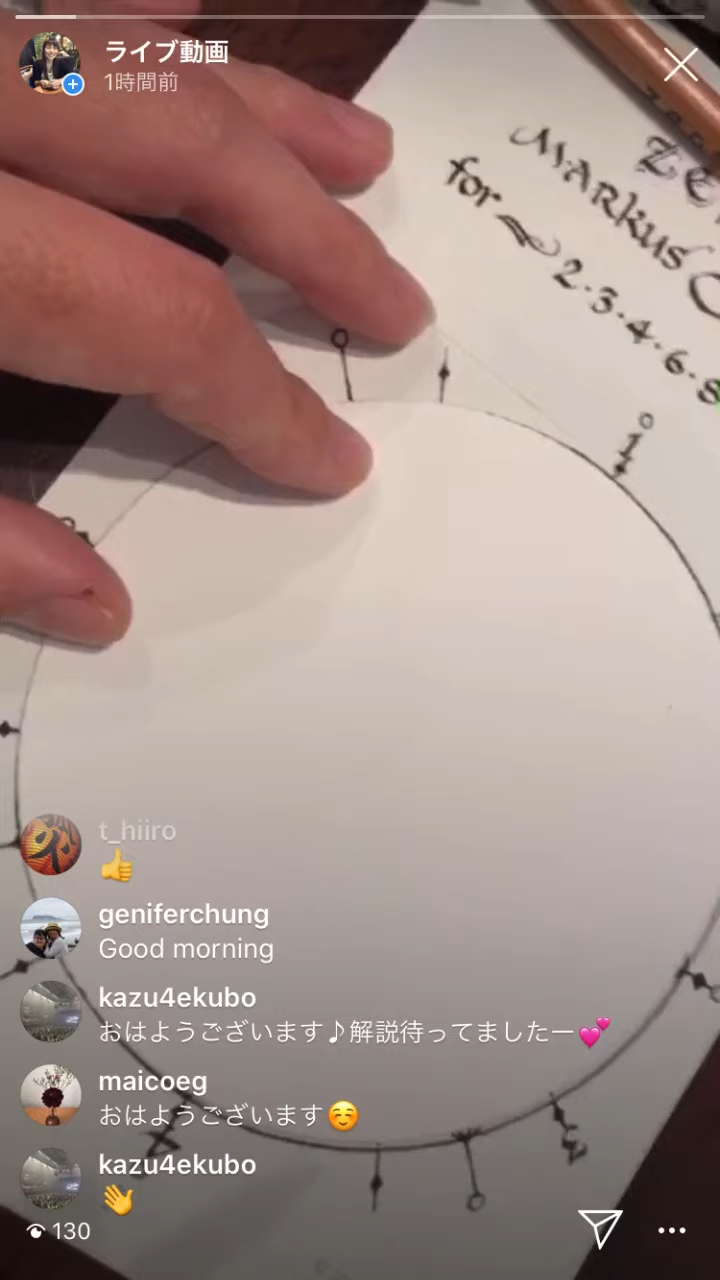 ライブ動画
1時間前
MARKUS
for 2·3·4·6·8
t_hiiro
👍
geniferchung
Good morning
kazu4ekubo
おはようございます♪解説待ってましたー💕
maicoeg
おはようございます☺️
kazu4ekubo
👋
130